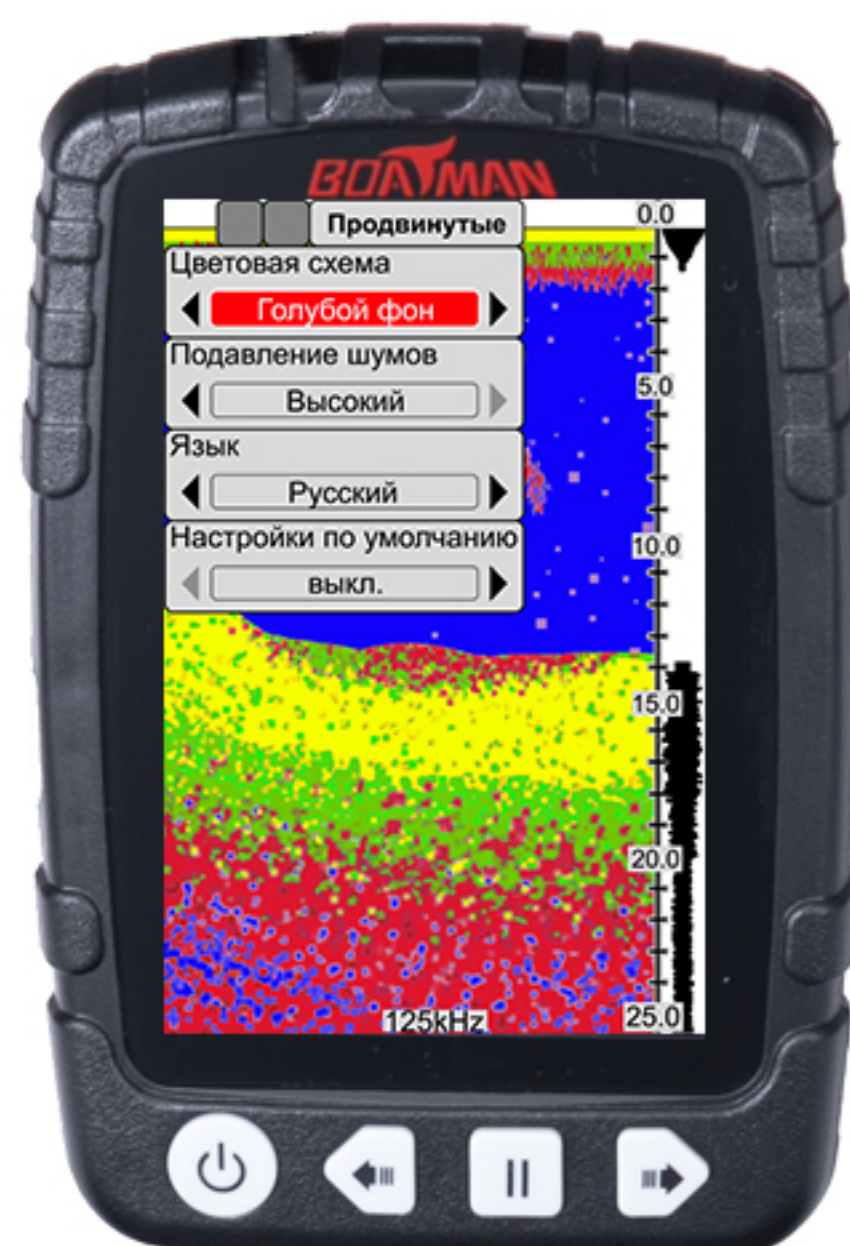 BOATMAN
Продвинутые
0.0
Цветовая схема
Голубой фон
Подавление шумов
5.0
Высокий
Язык
Русский
Настройки по умолчанию
10.0
выкл.
15.0
20.0
125kHz
25.0